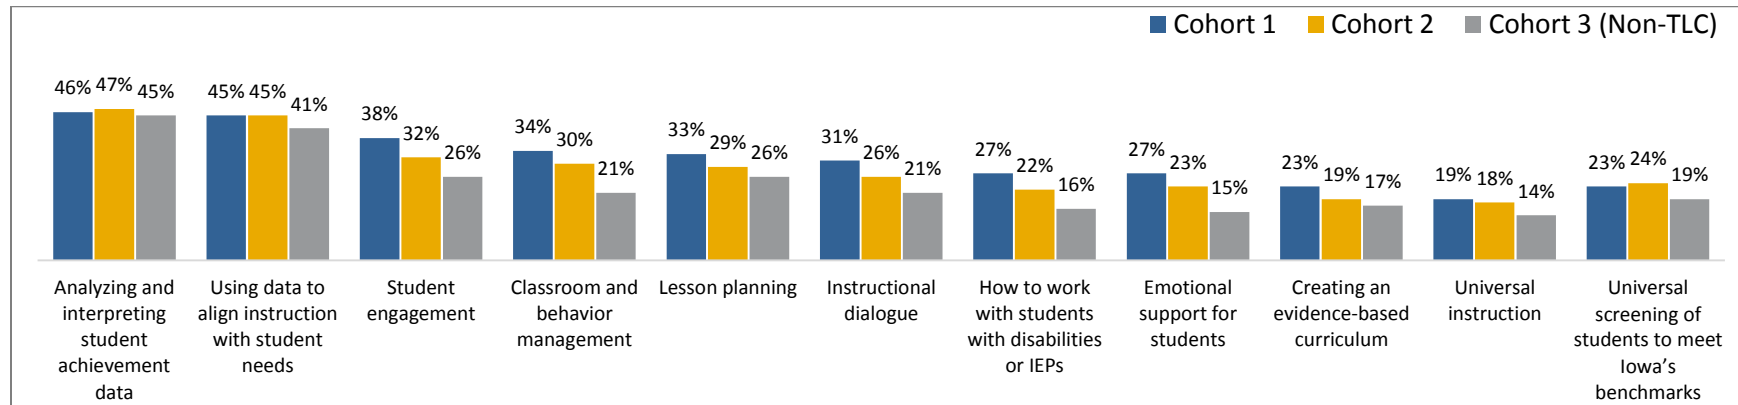 Cohort 1 Cohort 2 Cohort 3 (Non-TLC)
46% 47% 45%
45% 45% 41%
38% 32% 26%
34% 30% 21%
33% 29% 26%
31% 26% 21%
27% 22% 16%
27% 23% 15%
23% 19% 17%
19% 18% 14%
23% 24% 19%
Analyzing and
interpreting
student
achievement
data
Using data to
align instruction
with student
needs
Student
engagement
Classroom and
behavior
management
Lesson planning
Instructional
dialogue
How to work
with students
with disabilities
or IEPs
Emotional
support for
students
Creating an
evidence-based
curriculum
Universal
instruction
Universal
screening of
students to meet
Iowa’s
benchmarks